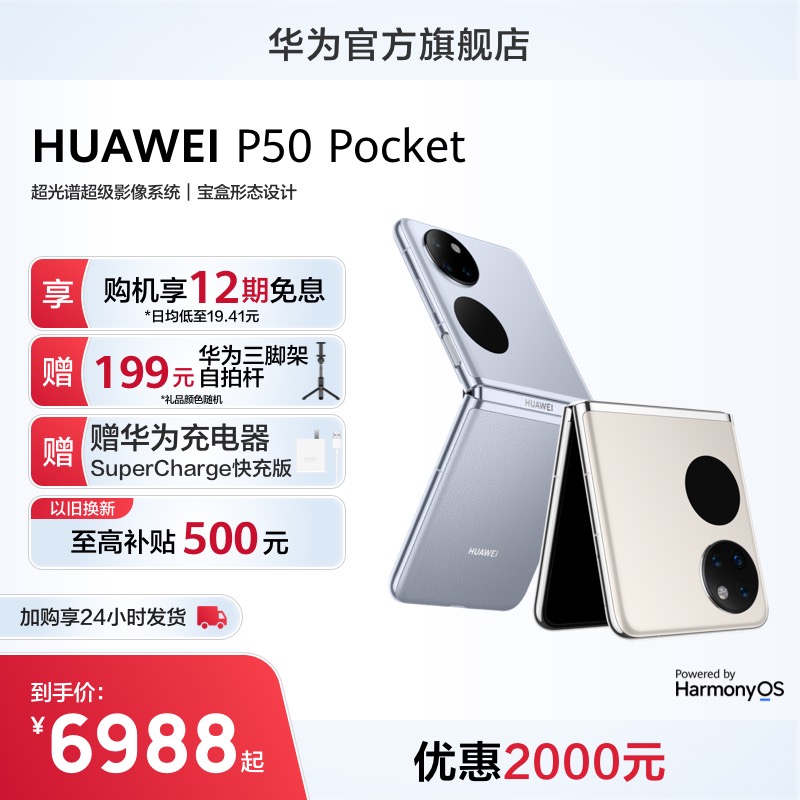 华为官方旗舰店
HUAWEI P50 Pocket
超光谱超级影像系统｜宝盒形态设计
享 购机享12期免息
*日均低至19.41元
赠 199元 华为三脚架
自拍杆
*礼品颜色随机
赠 赠华为充电器
SuperCharge快充版
以旧换新
至高补贴 500 元
HUAWEI
HUAWEI
加购享24小时发货
Powered by
HarmonyOS
到手价：
¥6988起
优惠2000元